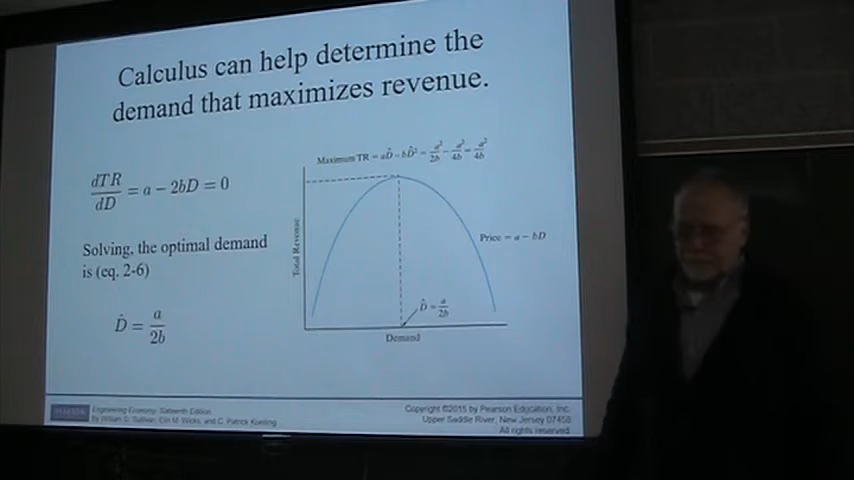 Calculus can help determine the
demand that maximizes revenue.
dTR/dD = a − 2bD = 0
Solving, the optimal demand
is (eq. 2-6)
D̂ = a/2b
Maximum TR = aD̂ − bD̂² = a²/2b − a²/4b = a²/4b
Total Revenue
Price = a − bD
D̂ = a/2b
Demand
PEARSON
Engineering Economy, Sixteenth Edition
by William G. Sullivan, Elin M. Wicks, and C. Patrick Koelling
Copyright ©2015 by Pearson Education, Inc.
Upper Saddle River, New Jersey 07458
All rights reserved.